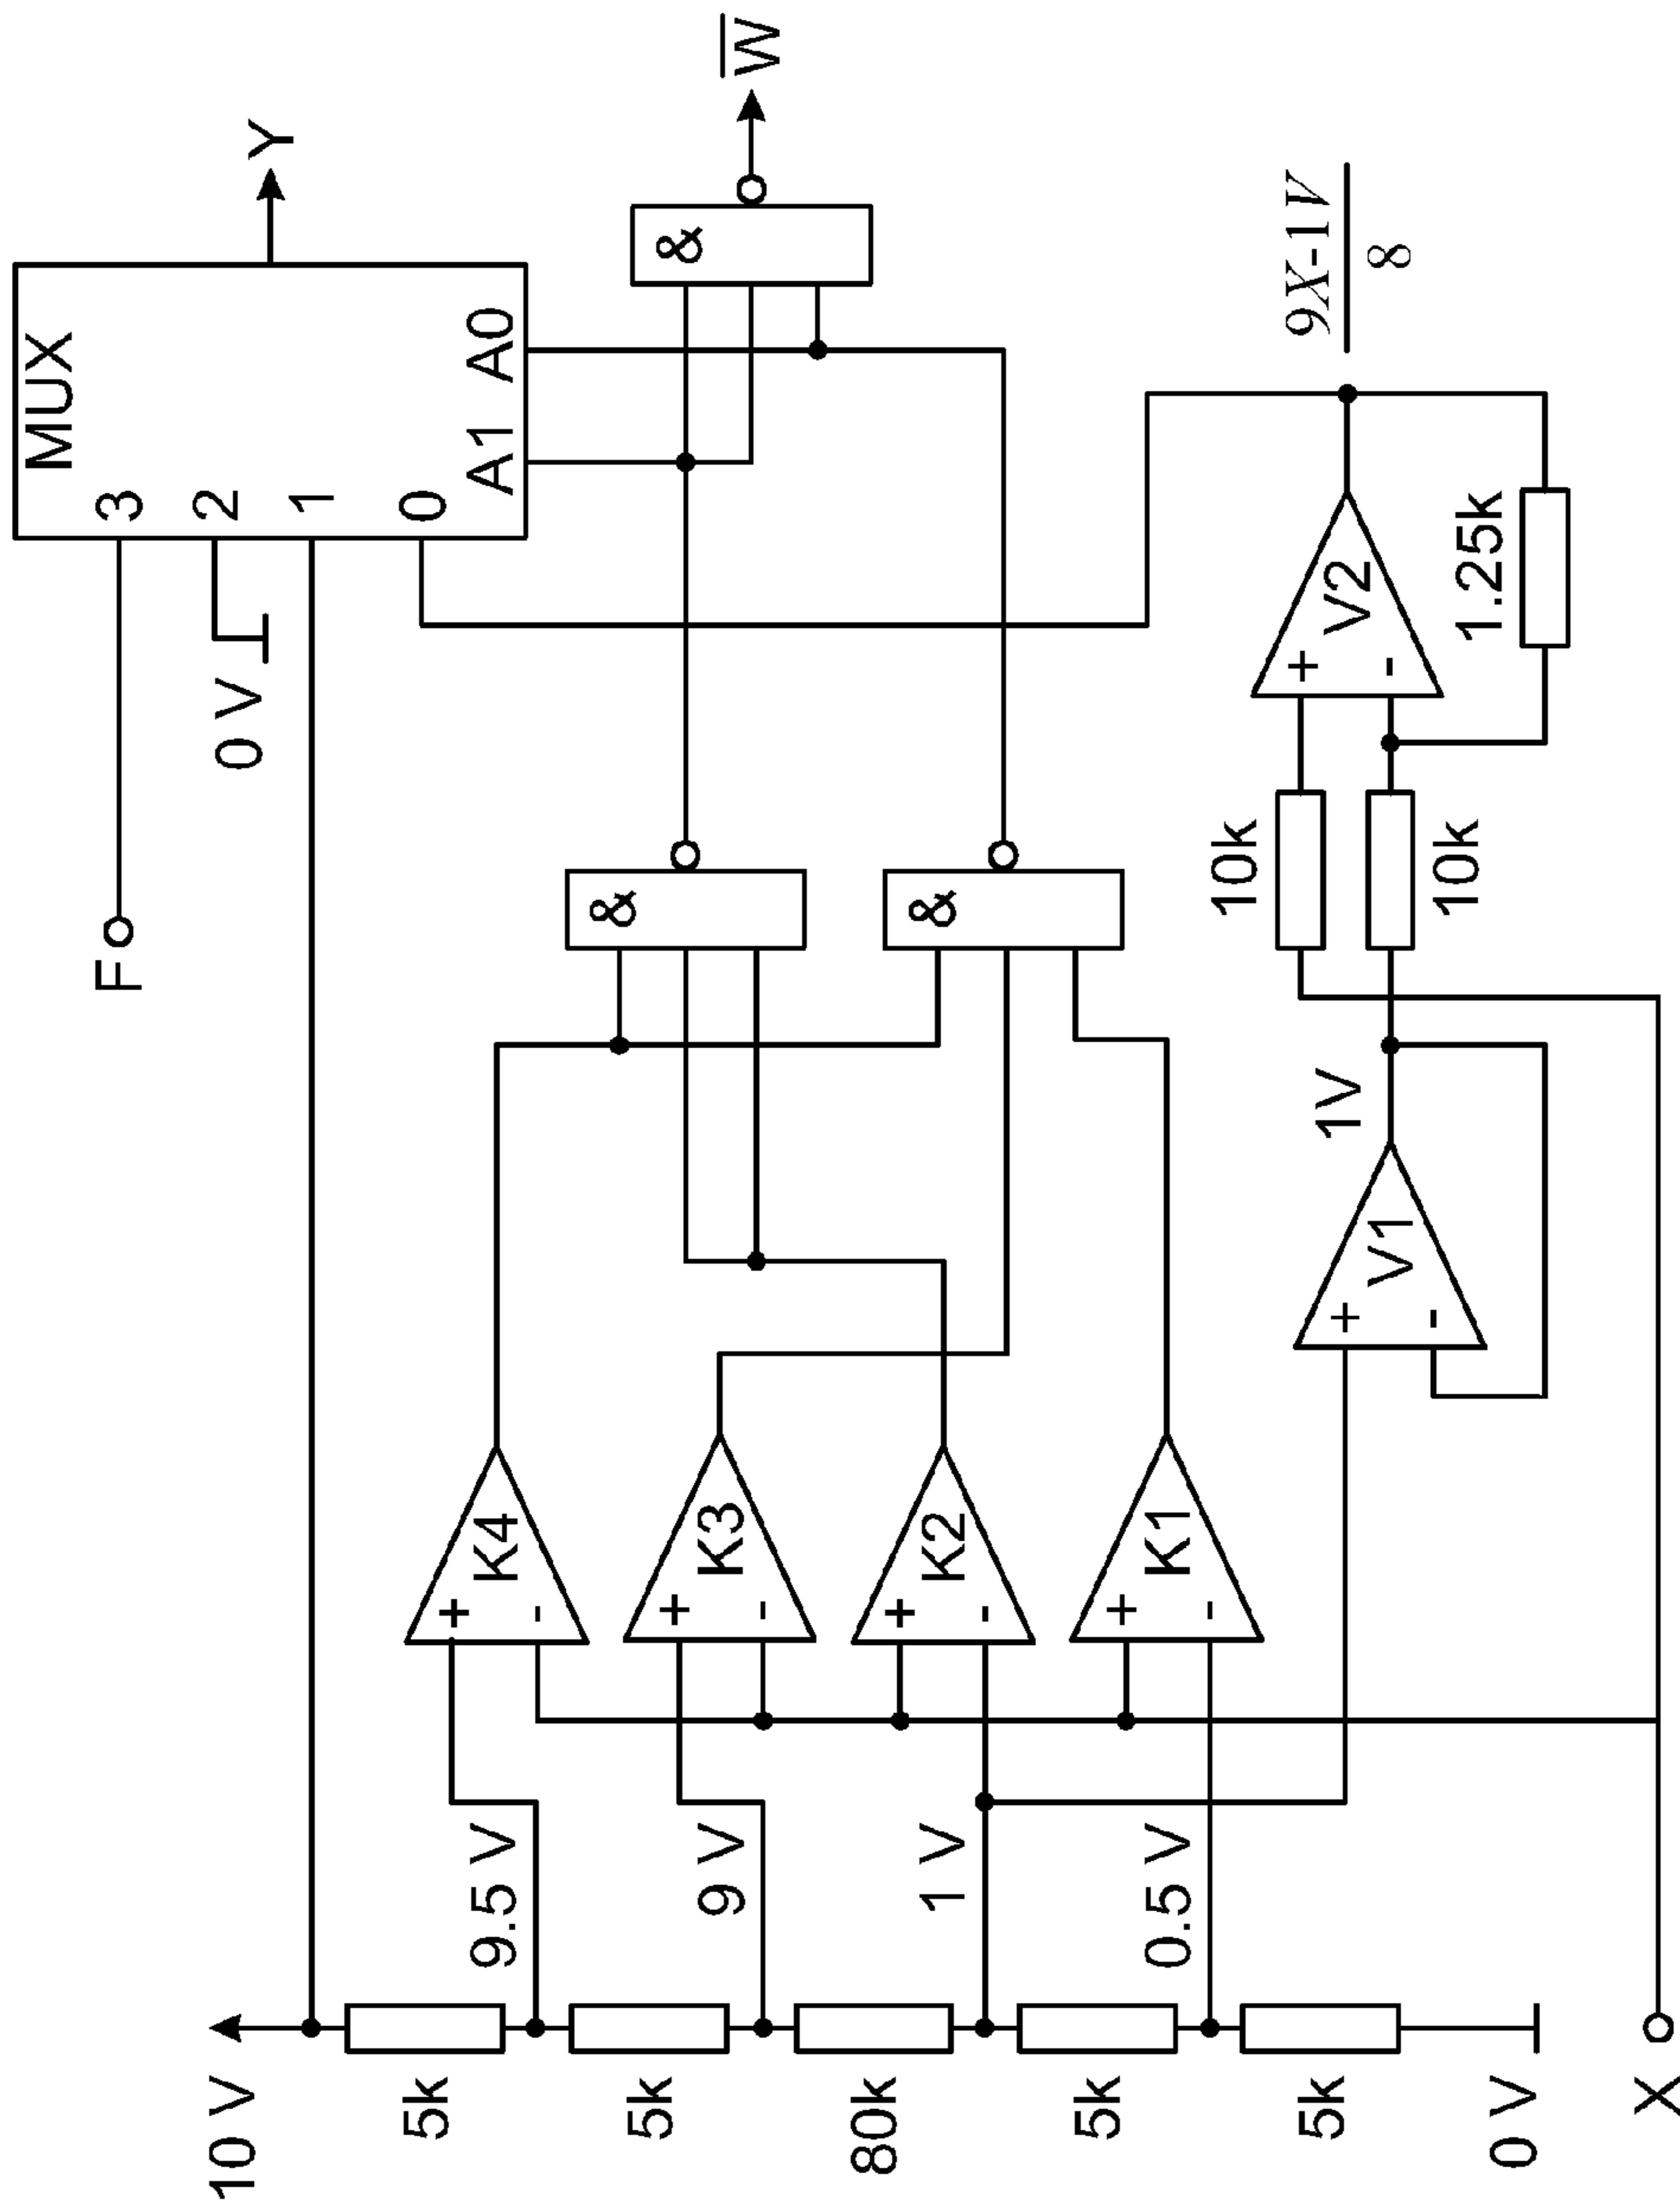 MUX
3
2
1
0
A1 A0
Y
F
0 V
&
W
&
&
10 V
5k
9.5 V
+
-
K4
5k
9 V
+
-
K3
80k
1 V
+
-
K2
5k
0.5 V
+
-
K1
5k
0 V
X
+
-
V1
1V
10k
10k
+
-
V2
1.25k
9X-1V
8